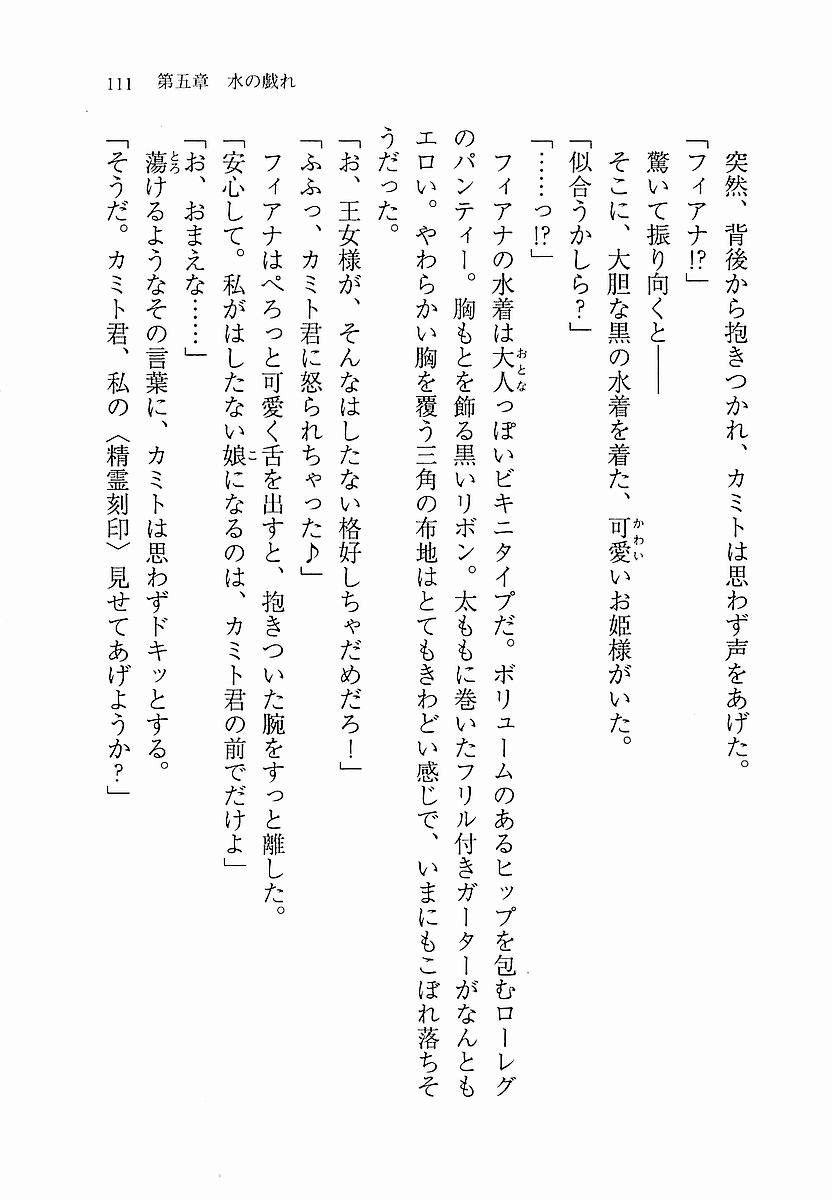 111　第五章　水の戯れ
　突然、背後から抱きつかれ、カミトは思わず声をあげた。
「フィアナ!?」
　驚いて振り向くと――
　そこに、大胆な黒の水着を着た、可愛いお姫様がいた。
「似合うかしら？」
「……っ!?」
　フィアナの水着は大人っぽいビキニタイプだ。ボリュームのあるヒップを包むローレグ
のパンティー。胸もとを飾る黒いリボン。太ももに巻いたフリル付きガーターがなんとも
エロい。やわらかい胸を覆う三角の布地はとてもきわどい感じで、いまにもこぼれ落ちそ
うだった。
「お、王女様が、そんなはしたない格好しちゃだめだろ！」
「ふふっ、カミト君に怒られちゃった♪」
　フィアナはぺろっと可愛く舌を出すと、抱きついた腕をすっと離した。
「安心して。私がはしたない娘になるのは、カミト君の前でだけよ」
「お、おまえな……」
　蕩けるようなその言葉に、カミトは思わずドキッとする。
「そうだ。カミト君、私の〈精霊刻印〉見せてあげようか？」